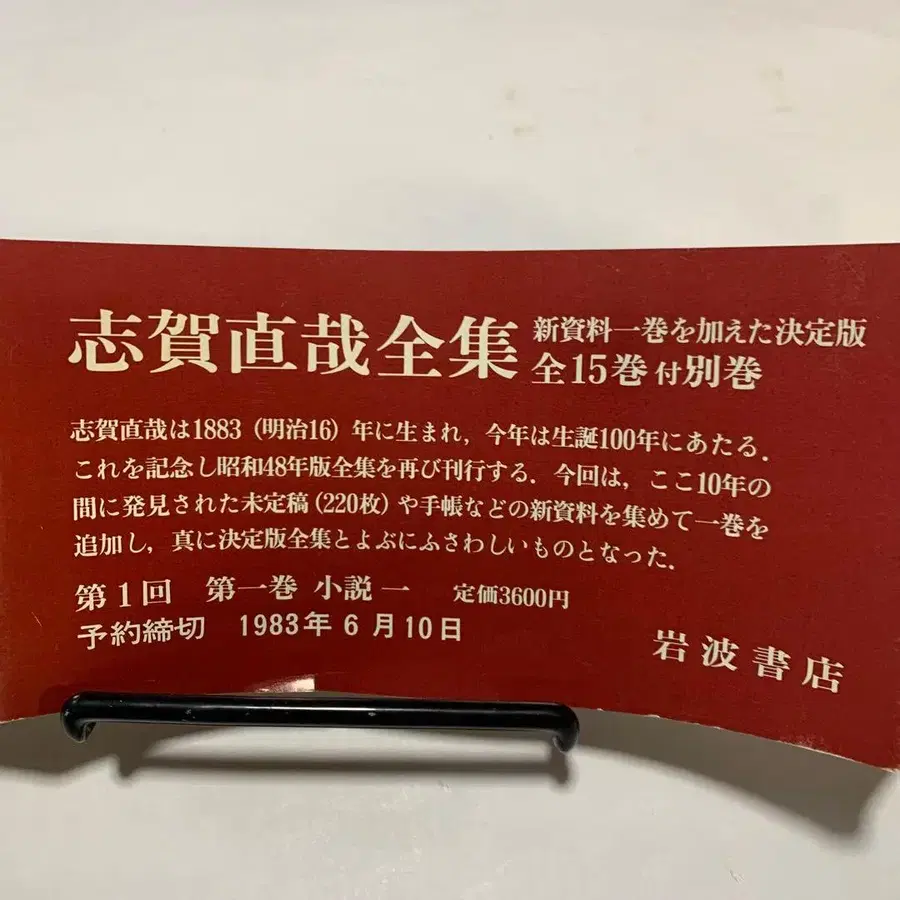 志賀直哉全集 新資料一巻を加えた決定版
全15巻 付別巻
志賀直哉は1883（明治16）年に生まれ，今年は生誕100年にあたる．
これを記念し昭和48年版全集を再び刊行する．今回は，ここ10年の
間に発見された未定稿（220枚）や手帳などの新資料を集めて一巻を
追加し，真に決定版全集とよぶにふさわしいものとなった．
第1回 第一巻 小説 一 定価3600円
予約締切 1983年6月10日
岩波書店